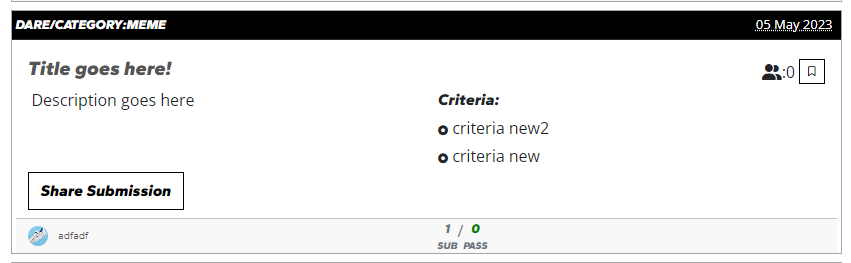 DARE/CATEGORY:MEME 05 May 2023
Title goes here! :0
Description goes here
Criteria:
criteria new2
criteria new
Share Submission
adfadf
1 / 0
SUB PASS